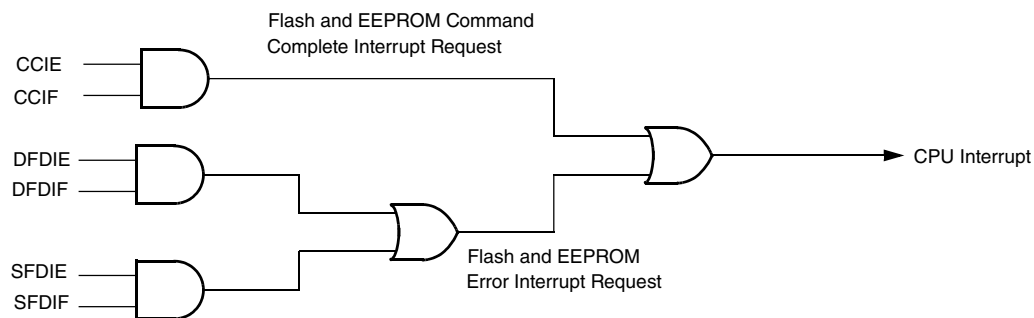 Flash and EEPROM Command
Complete Interrupt Request
CCIE
CCIF
DFDIE
DFDIF
CPU Interrupt
Flash and EEPROM
Error Interrupt Request
SFDIE
SFDIF